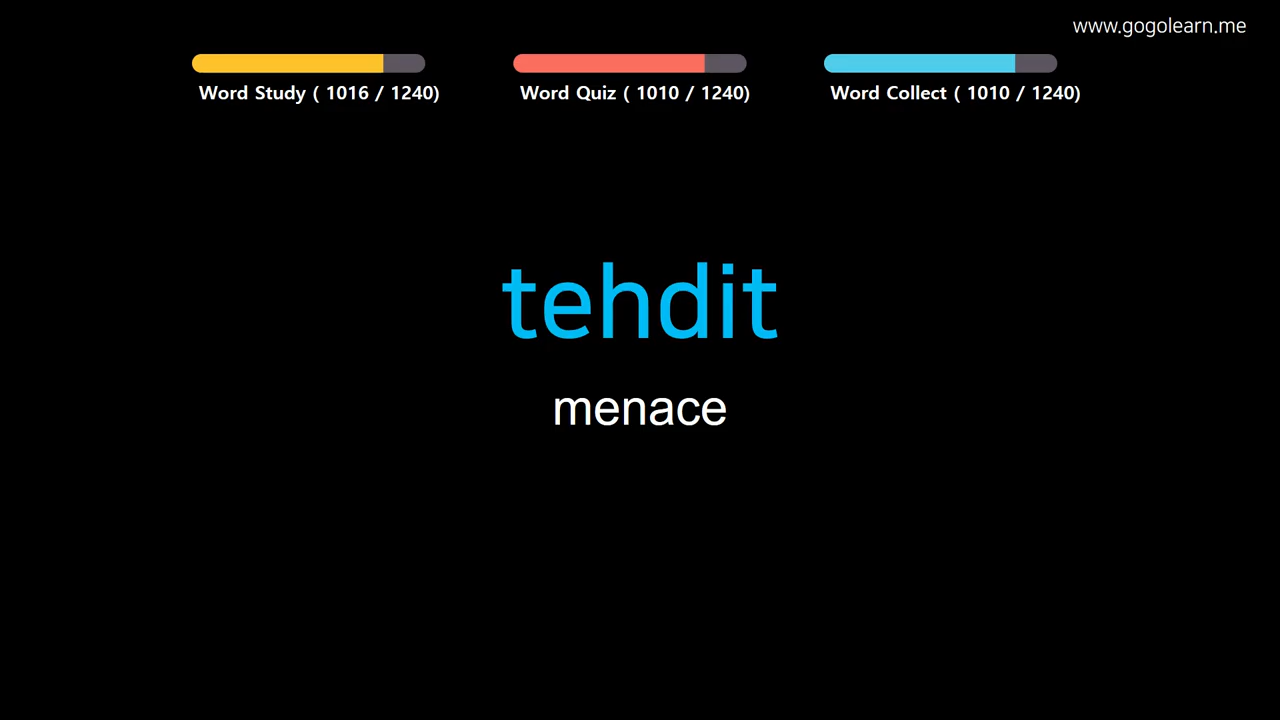 www.gogolearn.me
Word Study ( 1016 / 1240)
Word Quiz ( 1010 / 1240)
Word Collect ( 1010 / 1240)
tehdit
menace